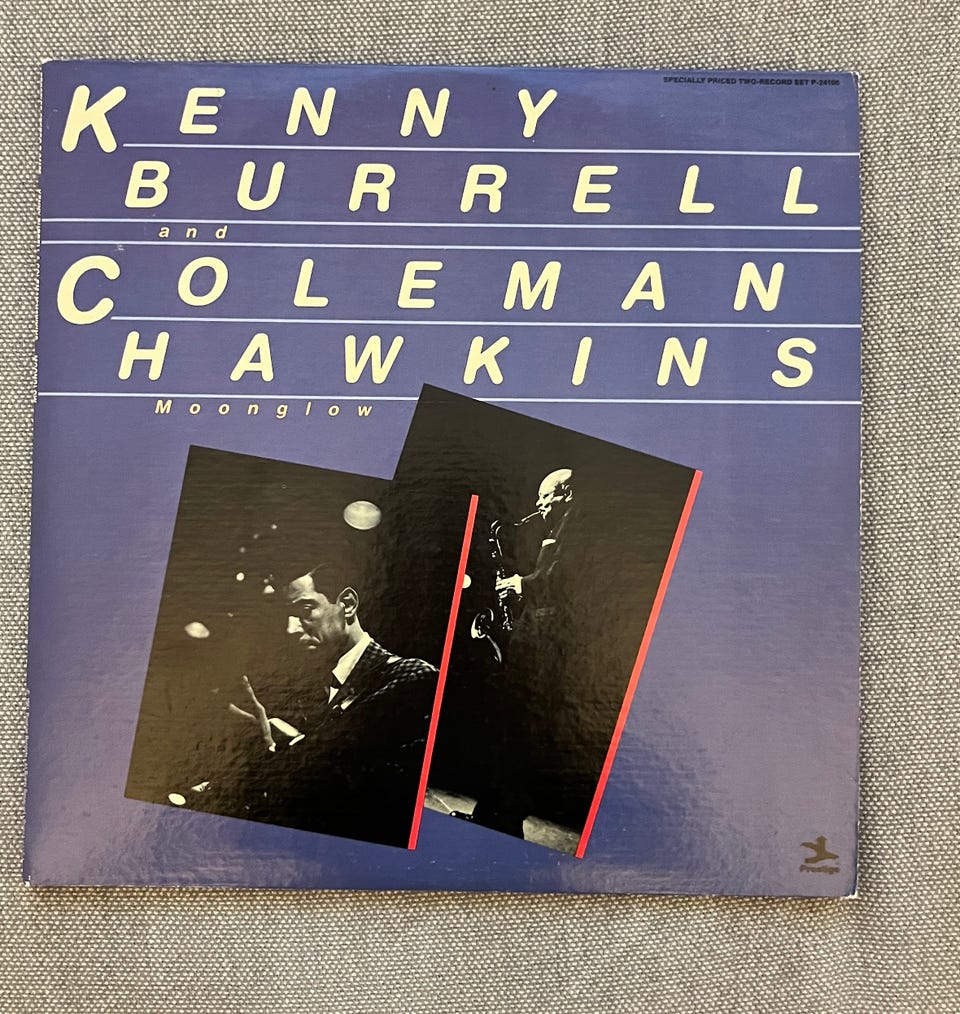 SPECIALLY PRICED TWO-RECORD SET P-24106
KENNY
BURRELL
and
COLEMAN
HAWKINS
Moonglow
Prestige